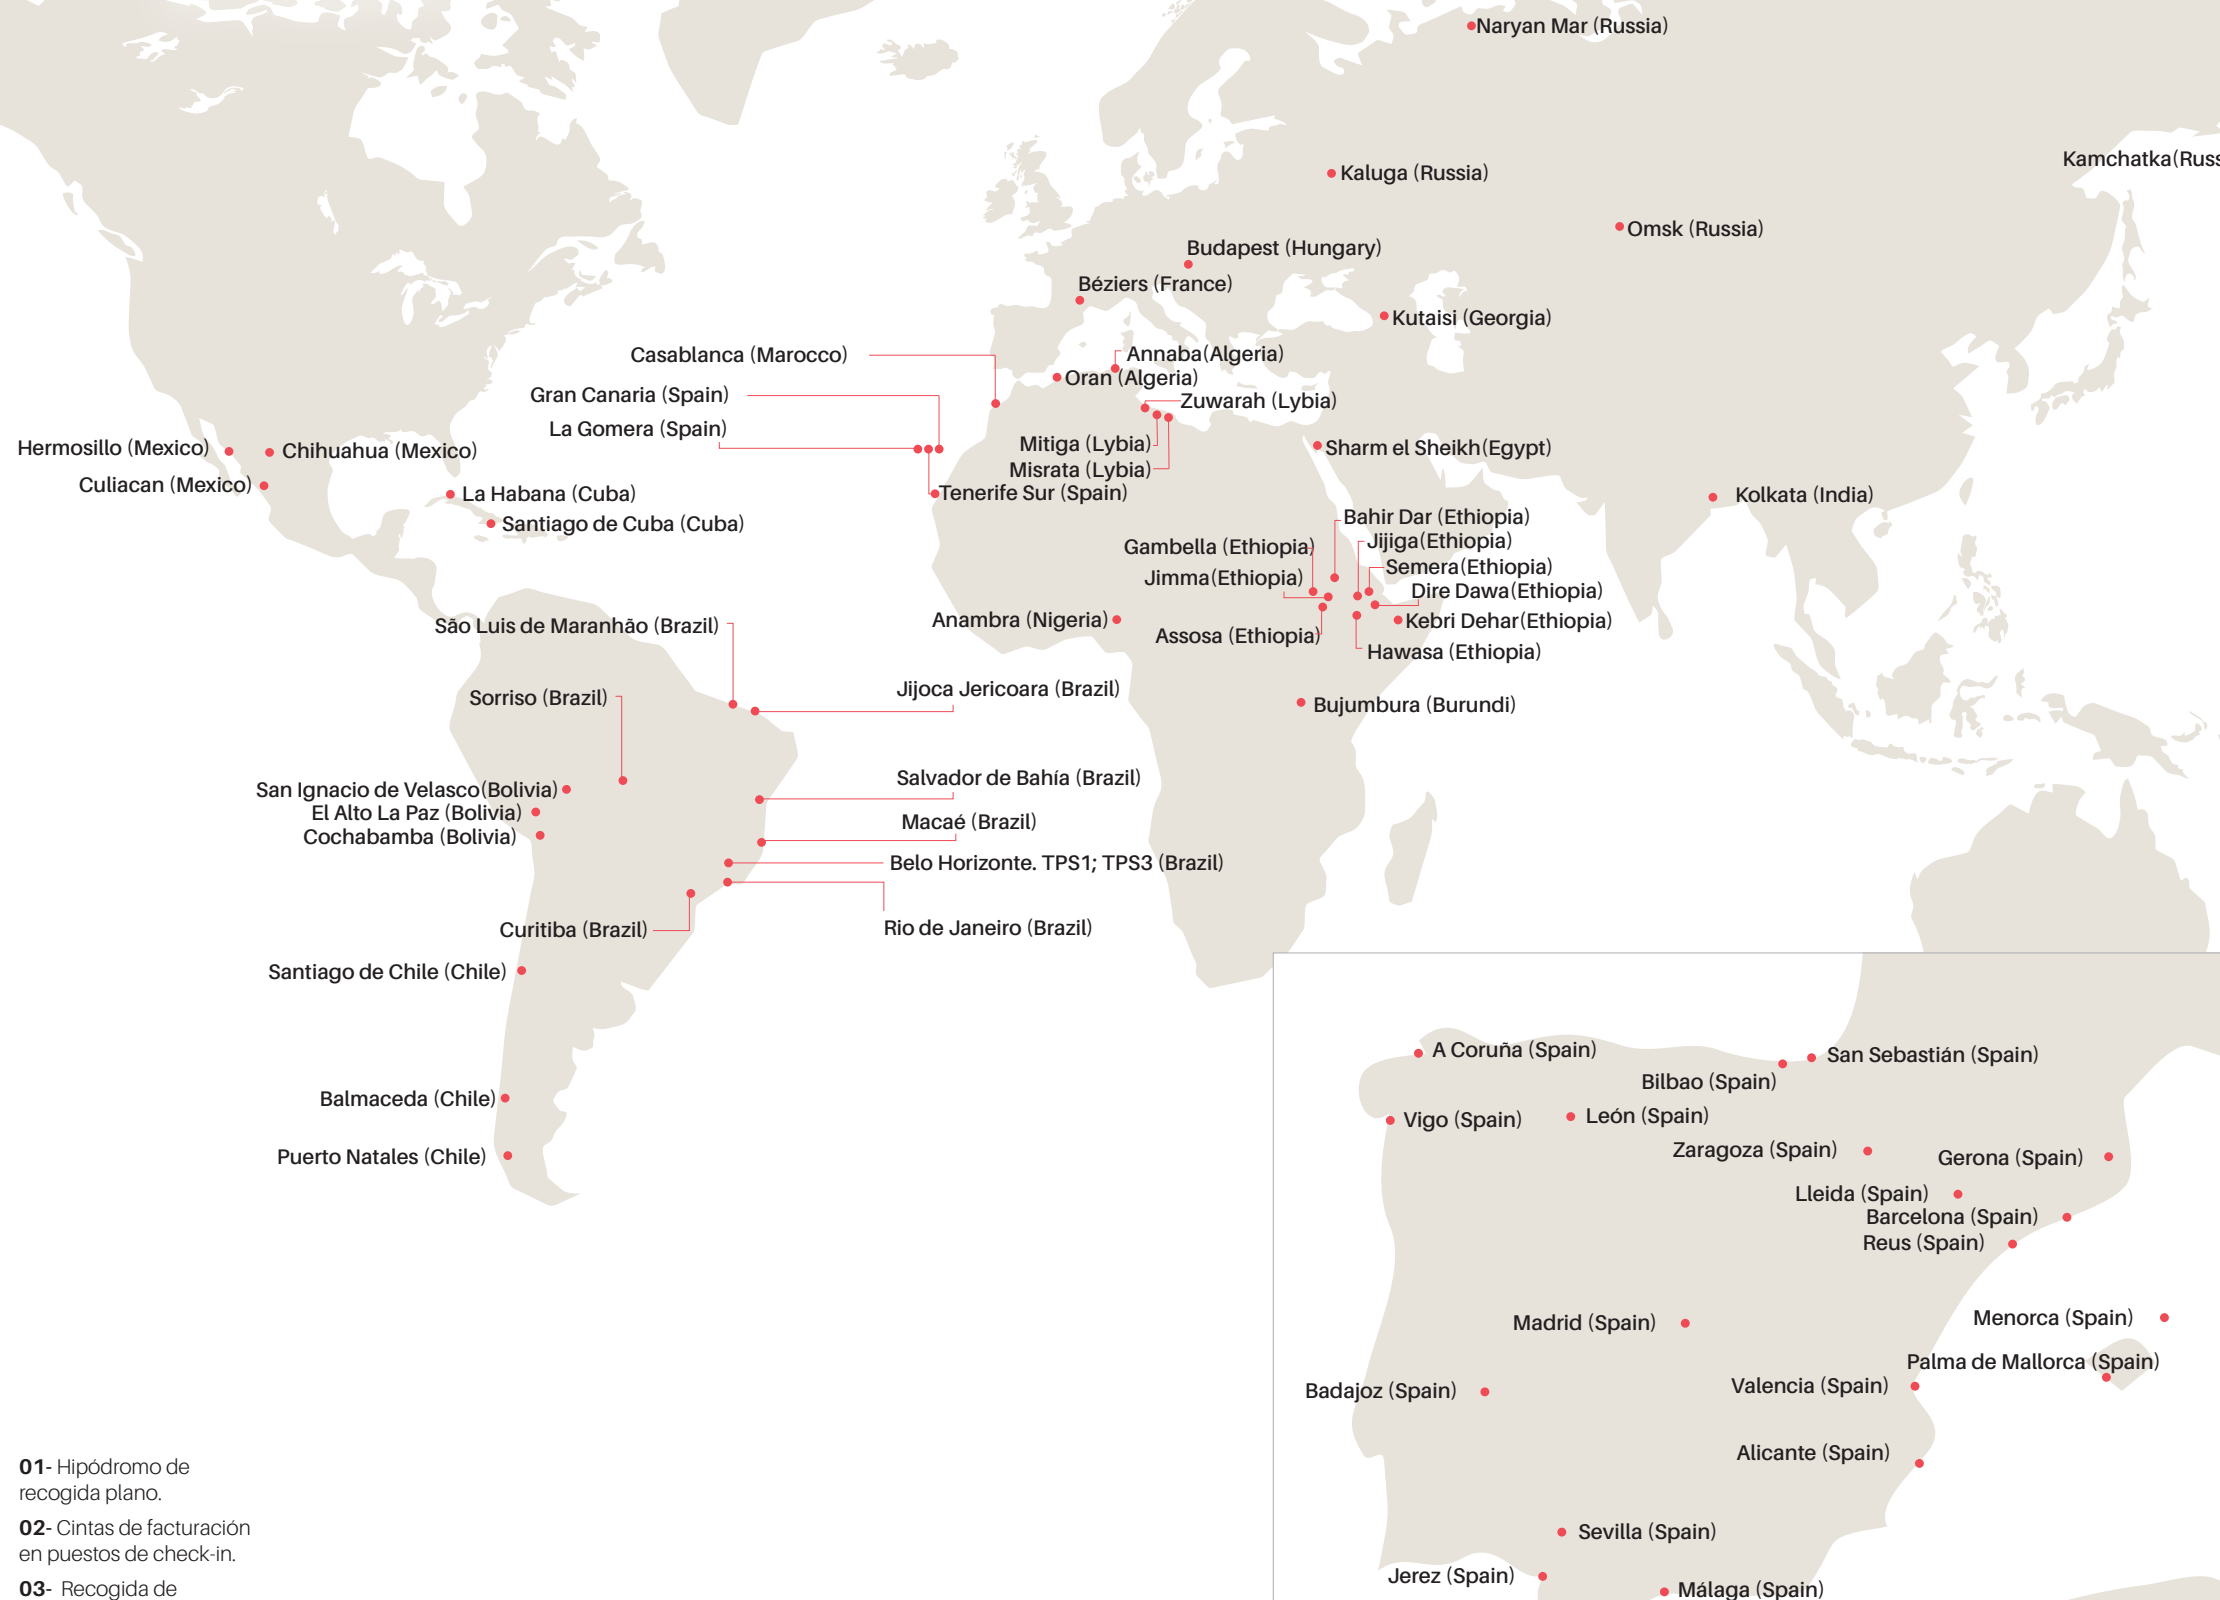 Naryan Mar (Russia)
Kamchatka(Russ
Kaluga (Russia)
Omsk (Russia)
Budapest (Hungary)
Béziers (France)
Kutaisi (Georgia)
Casablanca (Marocco)
Annaba(Algeria)
Oran (Algeria)
Gran Canaria (Spain)
Zuwarah (Lybia)
La Gomera (Spain)
Mitiga (Lybia)
Sharm el Sheikh(Egypt)
Hermosillo (Mexico)
Chihuahua (Mexico)
Misrata (Lybia)
Culiacan (Mexico)
La Habana (Cuba)
Tenerife Sur (Spain)
Kolkata (India)
Santiago de Cuba (Cuba)
Bahir Dar (Ethiopia)
Gambella (Ethiopia)
Jijiga(Ethiopia)
Semera(Ethiopia)
Jimma(Ethiopia)
Dire Dawa(Ethiopia)
Anambra (Nigeria)
Kebri Dehar(Ethiopia)
São Luis de Maranhão (Brazil)
Assosa (Ethiopia)
Hawasa (Ethiopia)
Jijoca Jericoara (Brazil)
Sorriso (Brazil)
Bujumbura (Burundi)
Salvador de Bahía (Brazil)
San Ignacio de Velasco(Bolivia)
El Alto La Paz (Bolivia)
Macaé (Brazil)
Cochabamba (Bolivia)
Belo Horizonte. TPS1; TPS3 (Brazil)
Curitiba (Brazil)
Rio de Janeiro (Brazil)
Santiago de Chile (Chile)
Balmaceda (Chile)
Puerto Natales (Chile)
A Coruña (Spain)
San Sebastián (Spain)
Bilbao (Spain)
Vigo (Spain)
León (Spain)
Zaragoza (Spain)
Gerona (Spain)
Lleida (Spain)
Barcelona (Spain)
Reus (Spain)
Madrid (Spain)
Menorca (Spain)
Palma de Mallorca (Spain)
Badajoz (Spain)
Valencia (Spain)
Alicante (Spain)
Sevilla (Spain)
Jerez (Spain)
Málaga (Spain)
01- Hipódromo de
recogida plano.
02- Cintas de facturación
en puestos de check-in.
03- Recogida de